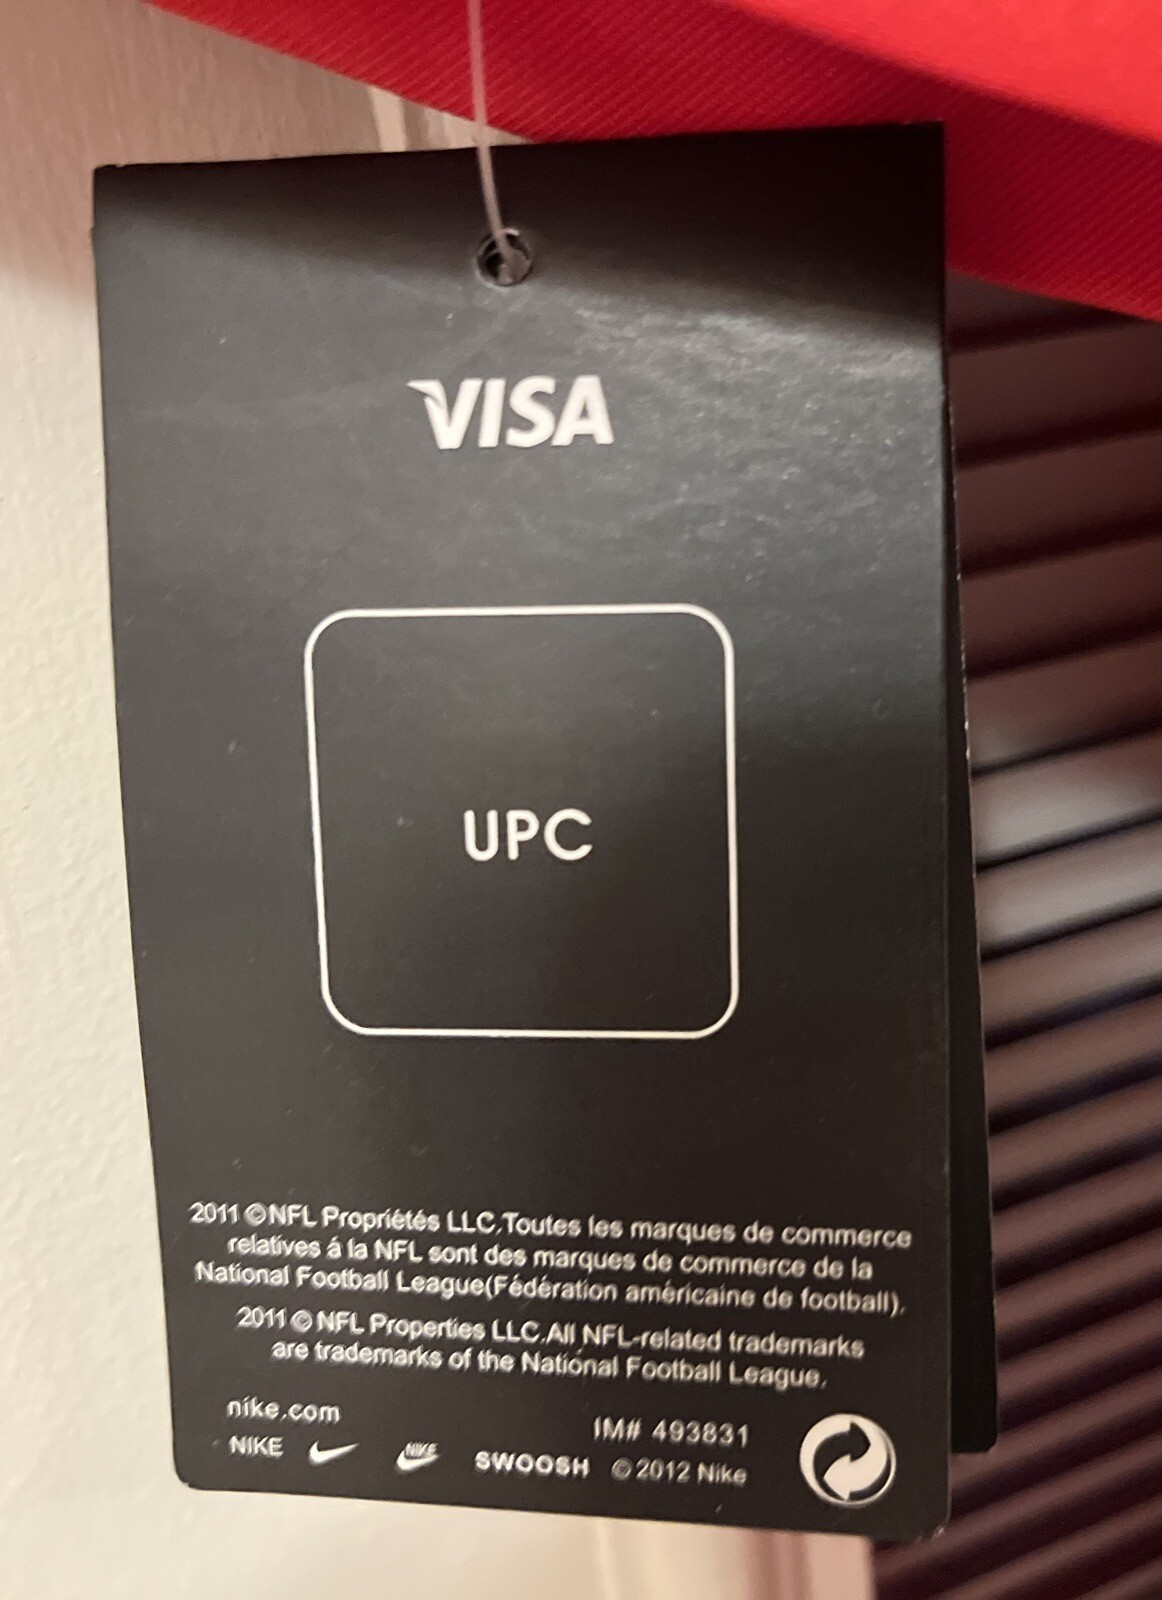 VISA
UPC
2011 ©NFL Propriétés LLC.Toutes les marques de commerce
relatives á la NFL sont des marques de commerce de la
National Football League(Fédération américaine de football).
2011 © NFL Properties LLC.All NFL-related trademarks
are trademarks of the National Football League.
nike.com
IM# 493831
NIKE NIKE SWOOSH © 2012 Nike